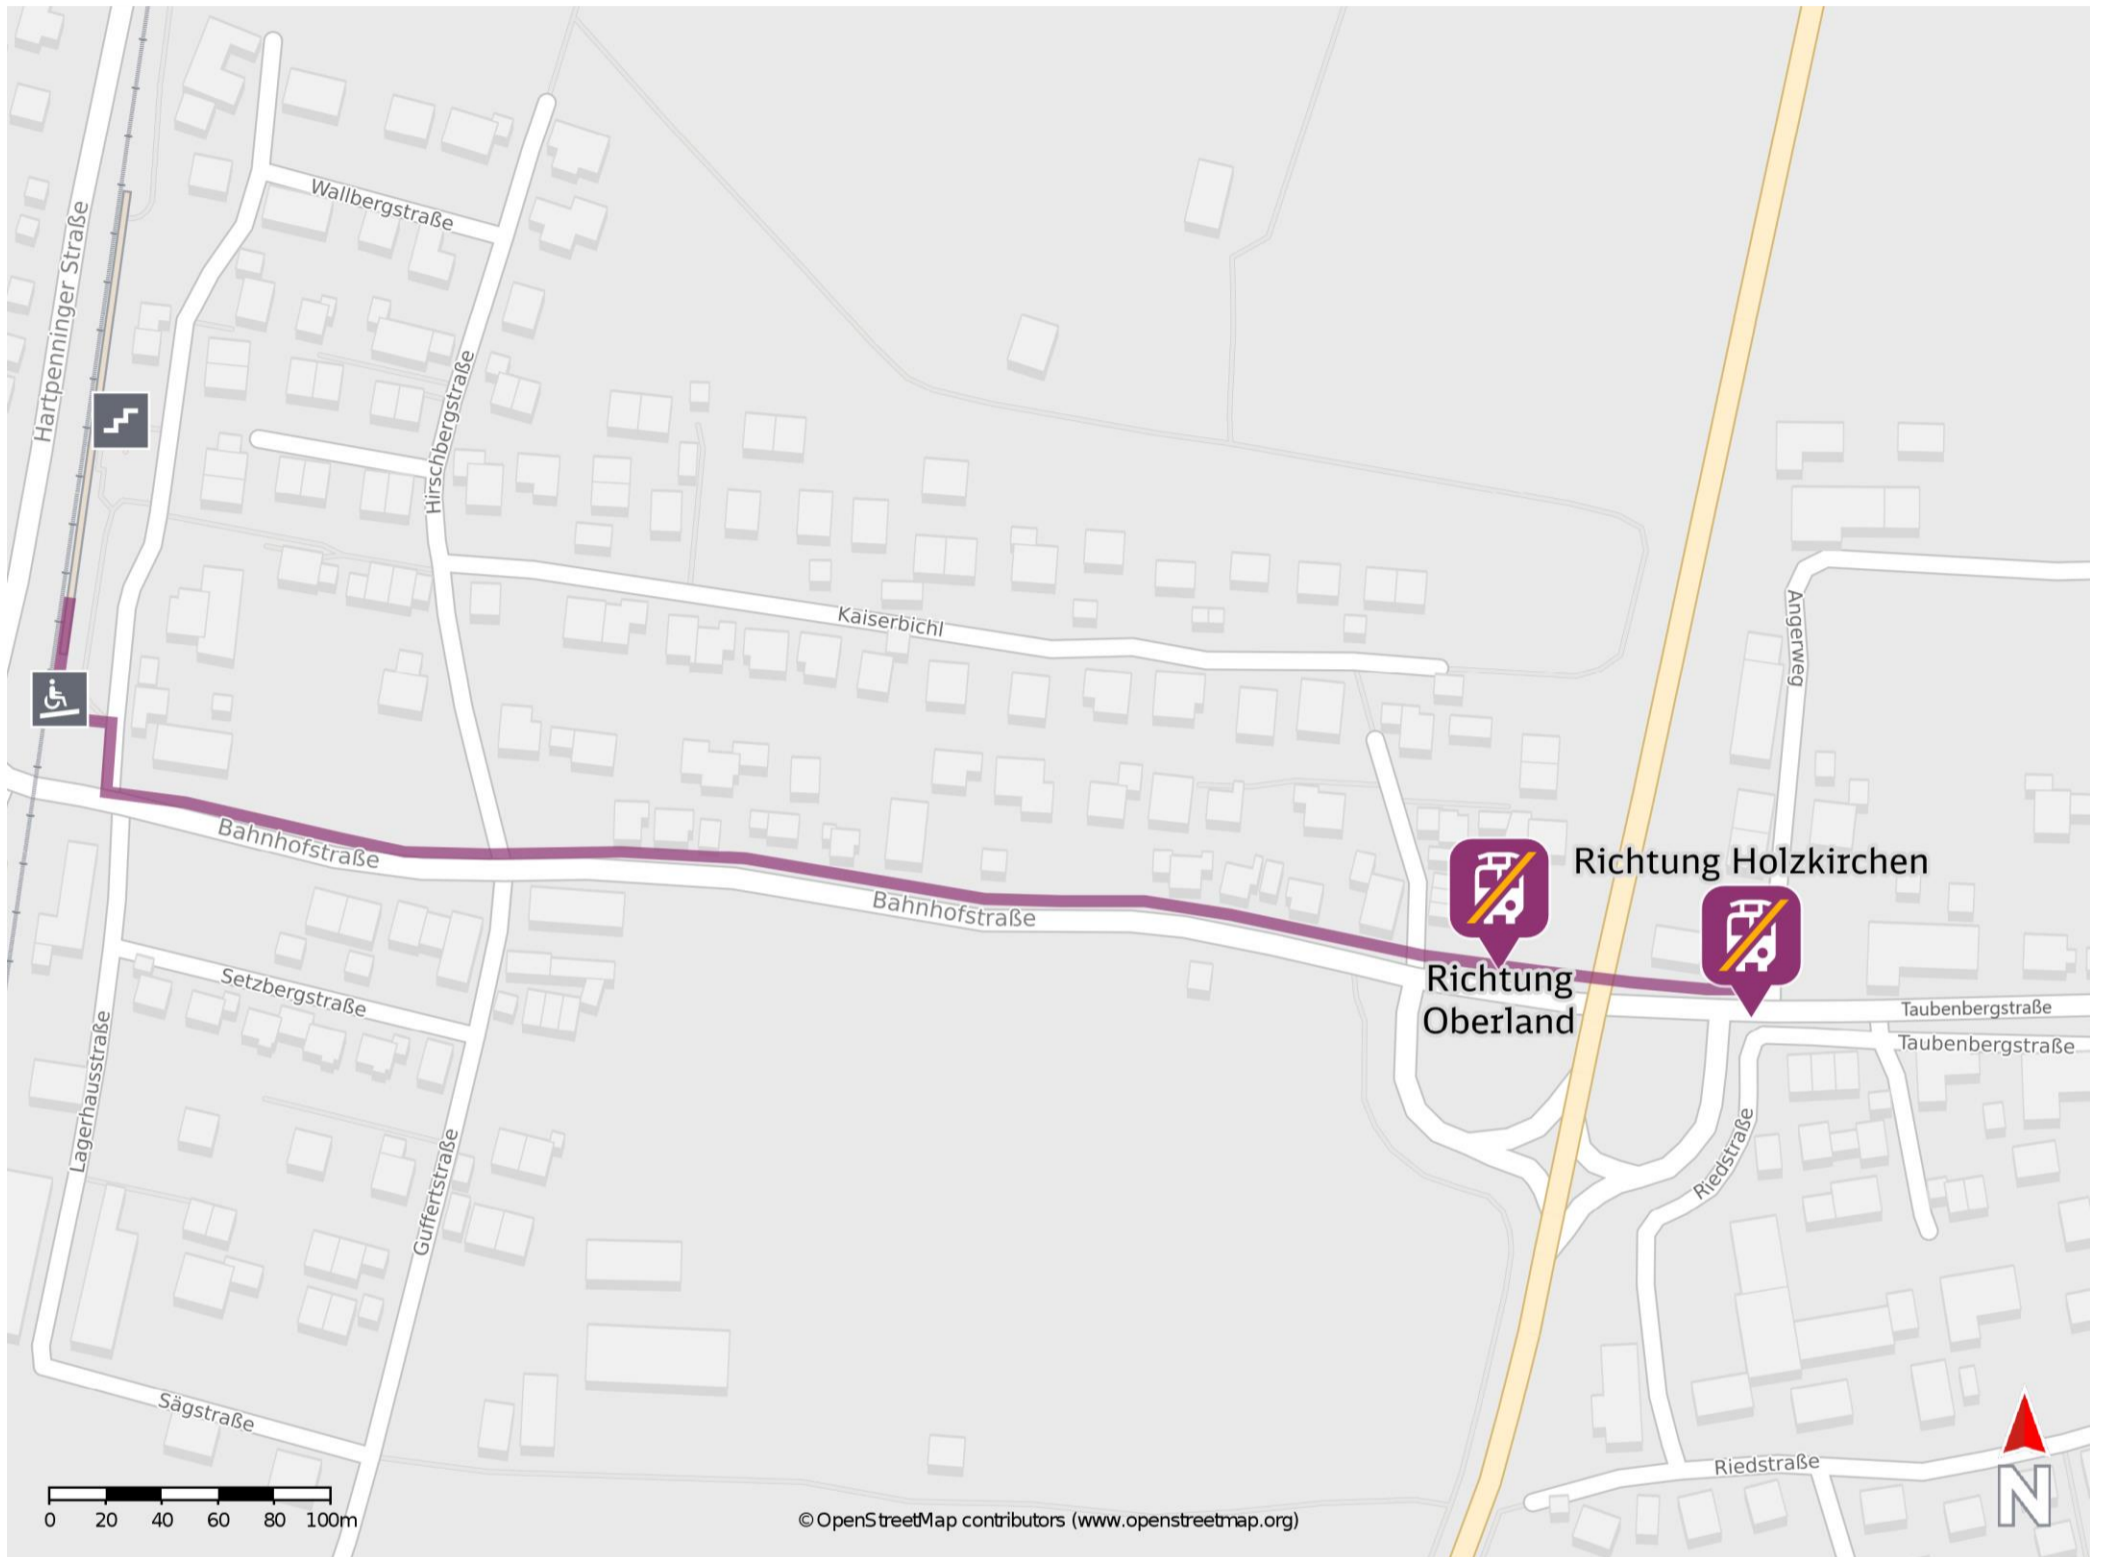 Wallbergstraße
Hartpenninger Straße
Hirschbergstraße
Kaiserbichl
Angerweg
Bahnhofstraße
Richtung Holzkirchen
Bahnhofstraße
Richtung
Oberland
Setzbergstraße
Taubenbergstraße
Taubenbergstraße
Lagerhausstraße
Guffertstraße
Riedstraße
Sägstraße
Riedstraße
N
0 20 40 60 80 100m
© OpenStreetMap contributors (www.openstreetmap.org)